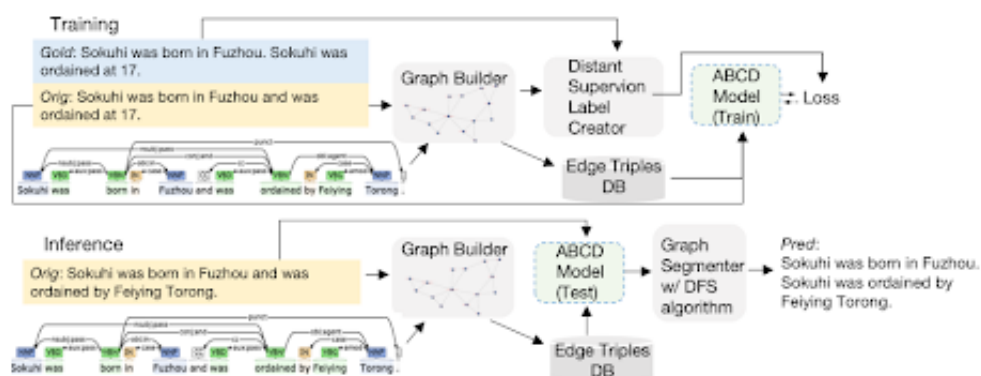 Training
Gold: Sokuhi was born in Fuzhou. Sokuhi was
ordained at 17.
Orig: Sokuhi was born in Fuzhou and was
ordained at 17.
Graph Builder
Distant
Supervion
Label
Creator
ABCD
Model
(Train)
Loss
Edge Triples
DB
punct
Sokuhi was born in Fuzhou and was ordained by Feiying Torong .
Inference
Orig: Sokuhi was born in Fuzhou and was
ordained by Feiying Torong.
Graph Builder
ABCD
Model
(Test)
Graph
Segmenter
w/ DFS
algorithm
Pred:
Sokuhi was born in Fuzhou.
Sokuhi was ordained by
Feiying Torong.
Edge Triples
DB
punct
Sokuhi was born in Fuzhou and was ordained by Feiying Torong .